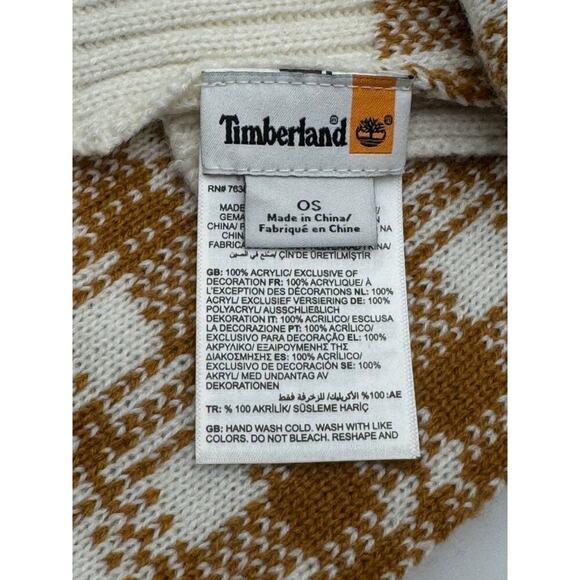 Timberland® ®
RN# 763
OS
Made in China/
Fabriqué en Chine
MADE
GEMA
CHINA/ F NA
FABRICA KINA/
صنع في الصين/ ÇİN'DE ÜRETİLMİŞTİR
GB: 100% ACRYLIC/ EXCLUSIVE OF
DECORATION FR: 100% ACRYLIQUE/ À
L'EXCEPTION DES DÉCORATIONS NL: 100%
ACRYL/ EXCLUSIEF VERSIERING DE: 100%
POLYACRYL/ AUSSCHLIEẞLICH
DEKORATION IT: 100% ACRILICO/ ESCLUSA
LA DECORAZIONE PT: 100% ACRÍLICO/
EXCLUSIVO PARA DECORAÇÃO EL: 100%
ΑΚΡΥΛΙΚΟ/ ΕΞΑΙΡΟΥΜΕΝΗΣ ΤΗΣ
ΔΙΑΚΟΣΜΗΣΗΣ ES: 100% ACRÍLICO/
EXCLUSIVO DE DECORACIÓN SE: 100%
AKRYL/ MED UNDANTAG AV
DEKORATIONEN
AE: 100% الأكريليك/ للزخرفة فقط
TR: % 100 AKRİLİK/ SÜSLEME HARİÇ
GB: HAND WASH COLD. WASH WITH LIKE
COLORS. DO NOT BLEACH. RESHAPE AND